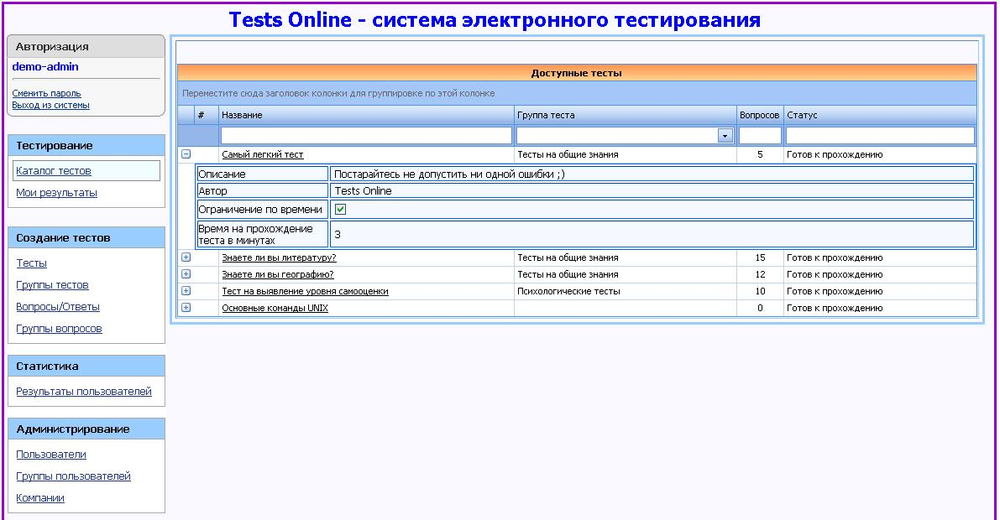 Tests Online - система электронного тестирования
Авторизация
demo-admin
Сменить пароль
Выход из системы
Тестирование
Каталог тестов
Мои результаты
Создание тестов
Тесты
Группы тестов
Вопросы/Ответы
Группы вопросов
Статистика
Результаты пользователей
Администрирование
Пользователи
Группы пользователей
Компании
Доступные тесты
Переместите сюда заголовок колонки для группировке по этой колонке
# Название Группа теста Вопросов Статус
Самый легкий тест Тесты на общие знания 5 Готов к прохождению
Описание Постарайтесь не допустить ни одной ошибки ;)
Автор Tests Online
Ограничение по времени
Время на прохождение
теста в минутах 3
Знаете ли вы литературу? Тесты на общие знания 15 Готов к прохождению
Знаете ли вы географию? Тесты на общие знания 12 Готов к прохождению
Тест на выявление уровня самооценки Психологические тесты 10 Готов к прохождению
Основные команды UNIX 0 Готов к прохождению